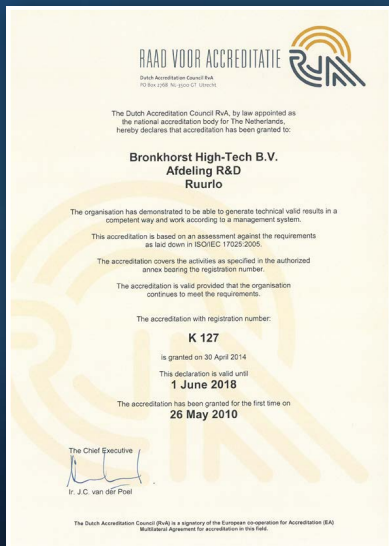 RAAD VOOR ACCREDITATIE
RvA
Dutch Accreditation Council RvA
PO Box 2768 NL-3500 GT Utrecht
The Dutch Accreditation Council RvA, by law appointed as
the national accreditation body for The Netherlands,
hereby declares that accreditation has been granted to:
Bronkhorst High-Tech B.V.
Afdeling R&D
Ruurlo
The organisation has demonstrated to be able to generate technical valid results in a
competent way and work according to a management system.
This accreditation is based on an assessment against the requirements
as laid down in ISO/IEC 17025:2005.
The accreditation covers the activities as specified in the authorized
annex bearing the registration number.
The accreditation is valid provided that the organisation
continues to meet the requirements.
The accreditation with registration number:
K 127
is granted on 30 April 2014
This declaration is valid until
1 June 2018
The accreditation has been granted for the first time on
26 May 2010
The Chief Executive
Ir. J.C. van der Poel
The Dutch Accreditation Council (RvA) is a signatory of the European co-operation for Accreditation (EA)
Multilateral Agreement for accreditation in this field.